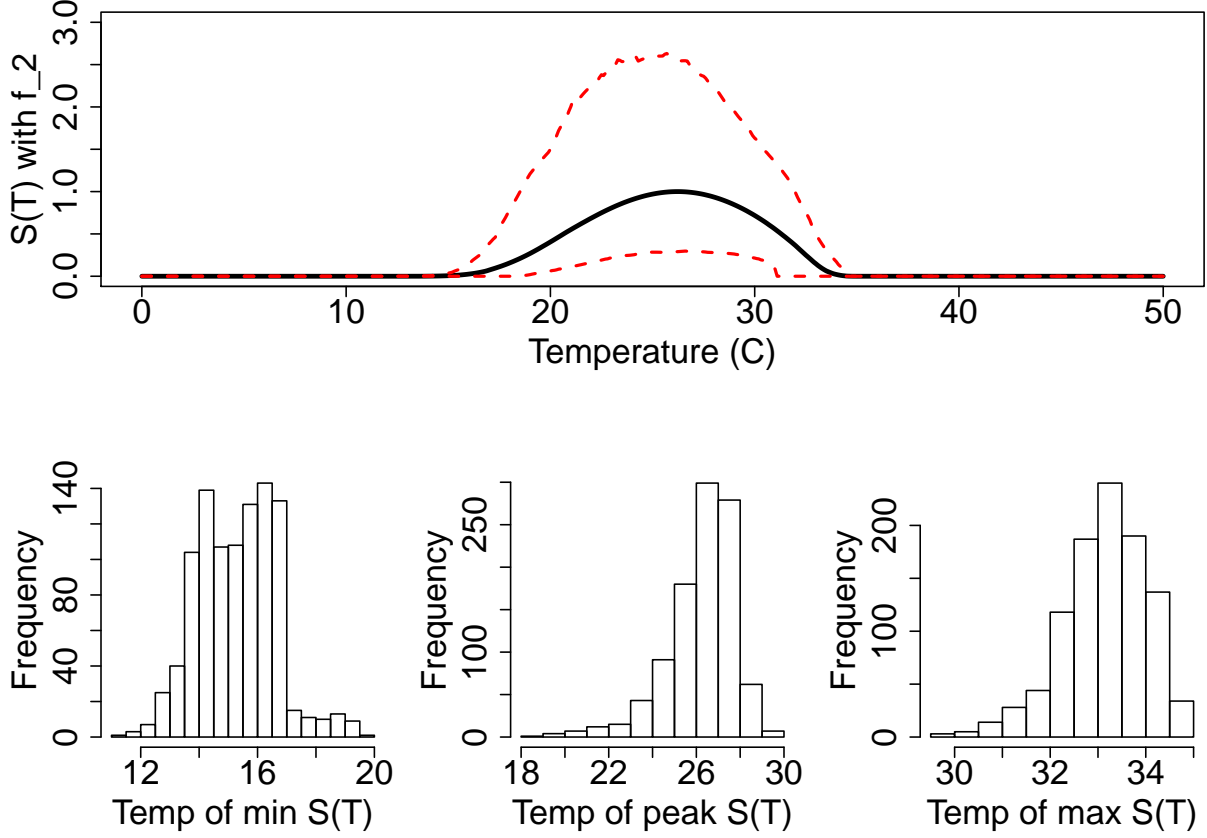 S(T) with f_2
0.0 1.0 2.0 3.0
0 10 20 30 40 50
Temperature (C)
Frequency
0 40 80 140
12 16 20
Temp of min S(T)
Frequency
0 100 250
18 22 26 30
Temp of peak S(T)
Frequency
0 100 200
30 32 34
Temp of max S(T)